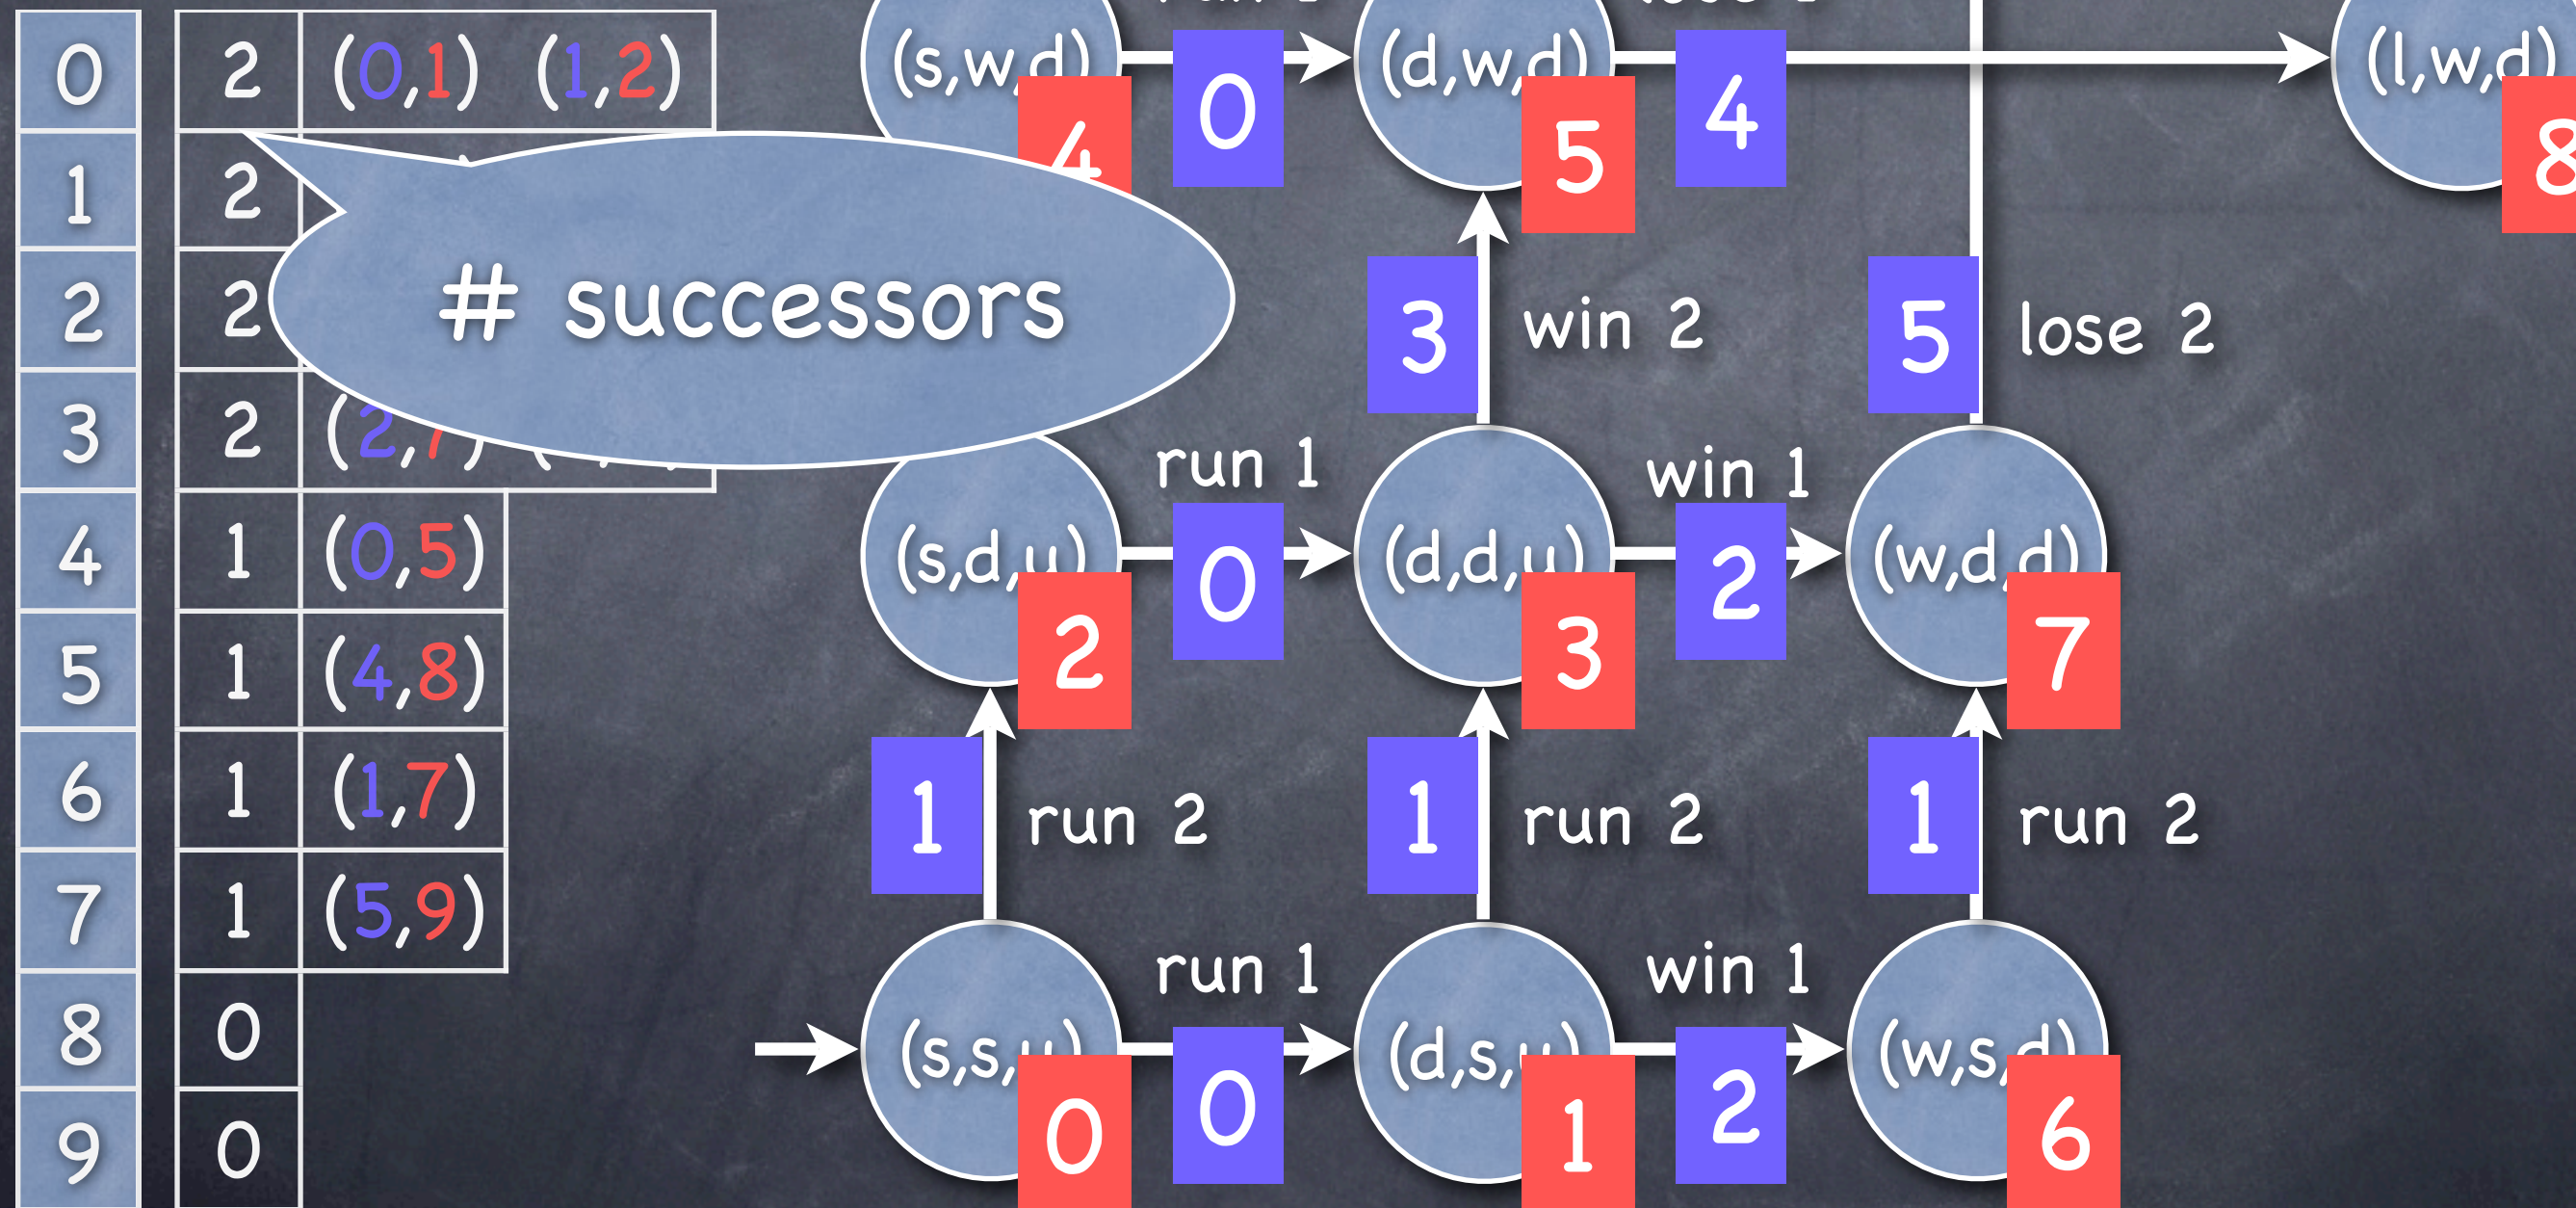 0 2 (0,1) (1,2)
1 2
2 2
3 2 (2,7)
4 1 (0,5)
5 1 (4,8)
6 1 (1,7)
7 1 (5,9)
8 0
9 0
# successors
(s,w,d) 4 0 (d,w,d) 5 4 (l,w,d) 8
3 win 2 5 lose 2
run 1 win 1
(s,d,u) 2 0 (d,d,u) 3 2 (w,d,d) 7
1 run 2 1 run 2 1 run 2
run 1 win 1
(s,s,u) 0 0 (d,s,u) 1 2 (w,s,d) 6